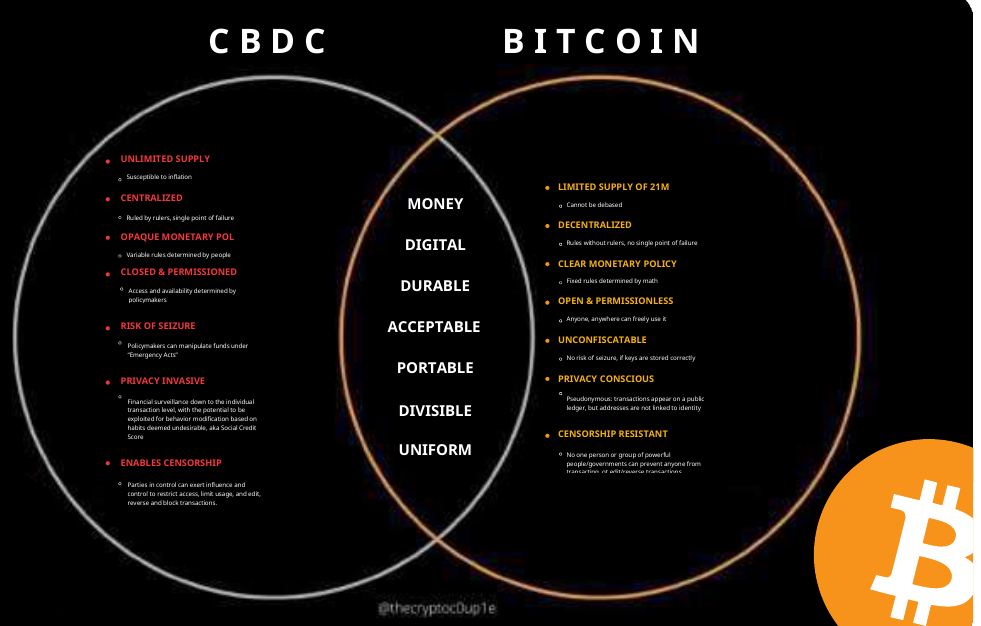 CBDC
BITCOIN
UNLIMITED SUPPLY
Susceptible to inflation
CENTRALIZED
Ruled by rulers, single point of failure
OPAQUE MONETARY POL
Variable rules determined by people
CLOSED & PERMISSIONED
Access and availability determined by
policymakers
RISK OF SEIZURE
Policymakers can manipulate funds under
"Emergency Acts"
PRIVACY INVASIVE
Financial surveillance down to the individual
transaction level, with the potential to be
exploited for behavior modification based on
habits deemed undesirable, aka Social Credit
Score
ENABLES CENSORSHIP
Parties in control can exert influence and
control to restrict access, limit usage, and edit,
reverse and block transactions.
MONEY
DIGITAL
DURABLE
ACCEPTABLE
PORTABLE
DIVISIBLE
UNIFORM
LIMITED SUPPLY OF 21M
Cannot be debased
DECENTRALIZED
Rules without rulers, no single point of failure
CLEAR MONETARY POLICY
Fixed rules determined by math
OPEN & PERMISSIONLESS
Anyone, anywhere can freely use it
UNCONFISCATABLE
No risk of seizure, if keys are stored correctly
PRIVACY CONSCIOUS
Pseudonymous: transactions appear on a public
ledger, but addresses are not linked to identity
CENSORSHIP RESISTANT
No one person or group of powerful
people/governments can prevent anyone from
transacting, or edit/reverse transactions
@thecryptoc0up1e